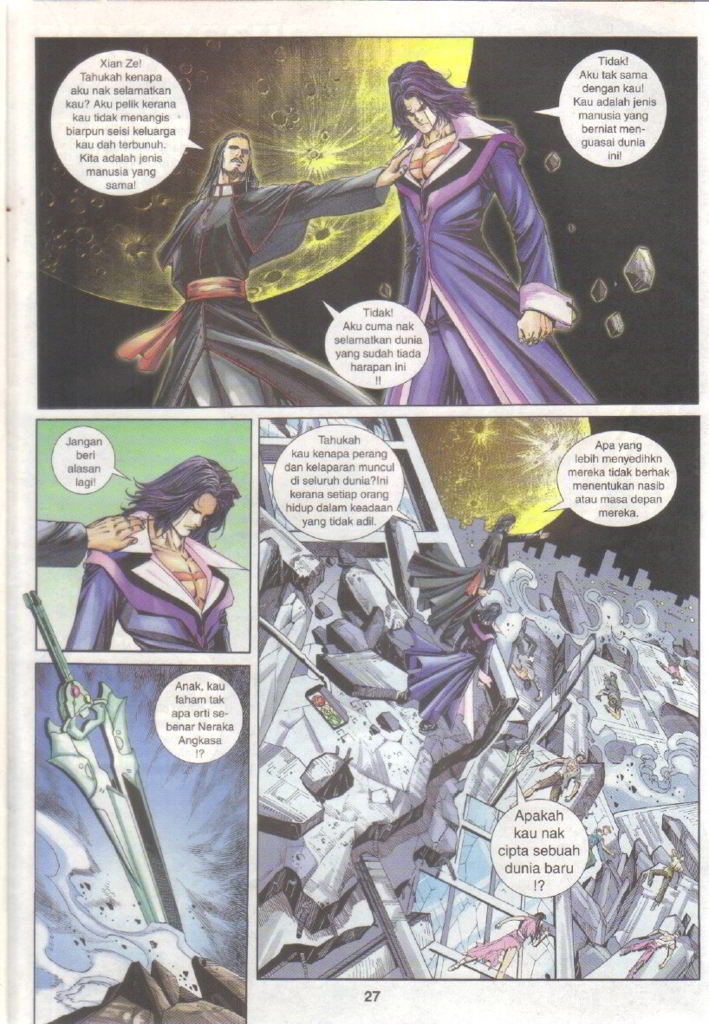 Xian Ze!
Tahukah kenapa
aku nak selamatkan
kau? Aku pelik kerana
kau tidak menangis
biarpun seisi keluarga
kau dah terbunuh.
Kita adalah jenis
manusia yang
sama!
Tidak!
Aku tak sama
dengan kau!
Kau adalah jenis
manusia yang
berniat men-
guasai dunia
ini!
Tidak!
Aku cuma nak
selamatkan dunia
yang sudah tiada
harapan ini
!!
Jangan
beri
alasan
lagi!
Tahukah
kau kenapa perang
dan kelaparan muncul
di seluruh dunia?Ini
kerana setiap orang
hidup dalam keadaan
yang tidak adil.
Apa yang
lebih menyedihkn
mereka tidak berhak
menentukan nasib
atau masa depan
mereka.
Anak, kau
faham tak
apa erti se-
benar Neraka
Angkasa
!?
Apakah
kau nak
cipta sebuah
dunia baru
!?
27